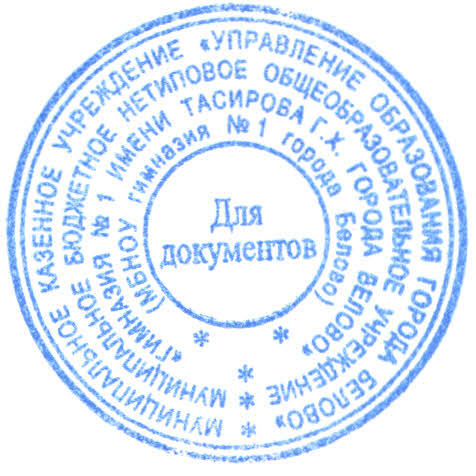 МУНИЦИПАЛЬНОЕ КАЗЕННОЕ УЧРЕЖДЕНИЕ «УПРАВЛЕНИЕ ОБРАЗОВАНИЯ ГОРОДА БЕЛОВО»
МУНИЦИПАЛЬНОЕ БЮДЖЕТНОЕ НЕТИПОВОЕ ОБЩЕОБРАЗОВАТЕЛЬНОЕ УЧРЕЖДЕНИЕ
«ГИМНАЗИЯ № 1 ИМЕНИ ТАСИРОВА Г.Х. ГОРОДА БЕЛОВО»
(МБНОУ гимназия № 1 города Белово)
Для
документов